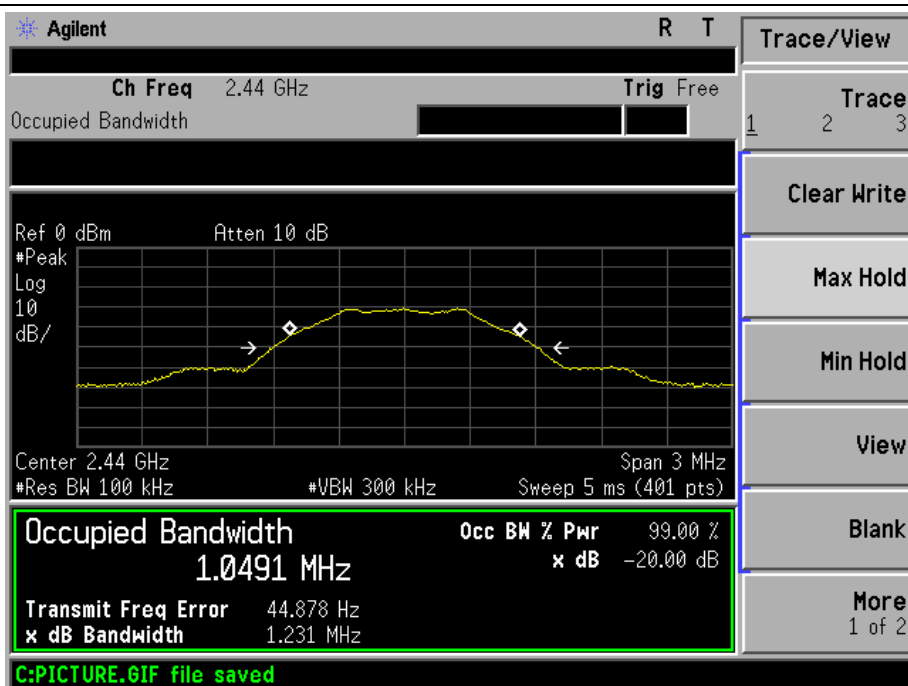 Agilent R T
Trace/View
Ch Freq 2.44 GHz Trig Free
Occupied Bandwidth
Trace
1 2 3
Clear Write
Ref 0 dBm Atten 10 dB
#Peak
Log
10
dB/
Max Hold
Min Hold
View
Center 2.44 GHz Span 3 MHz
#Res BW 100 kHz #VBW 300 kHz Sweep 5 ms (401 pts)
Occupied Bandwidth Occ BW % Pwr 99.00 %
1.0491 MHz x dB -20.00 dB
Blank
Transmit Freq Error 44.878 Hz
x dB Bandwidth 1.231 MHz
More
1 of 2
C:PICTURE.GIF file saved